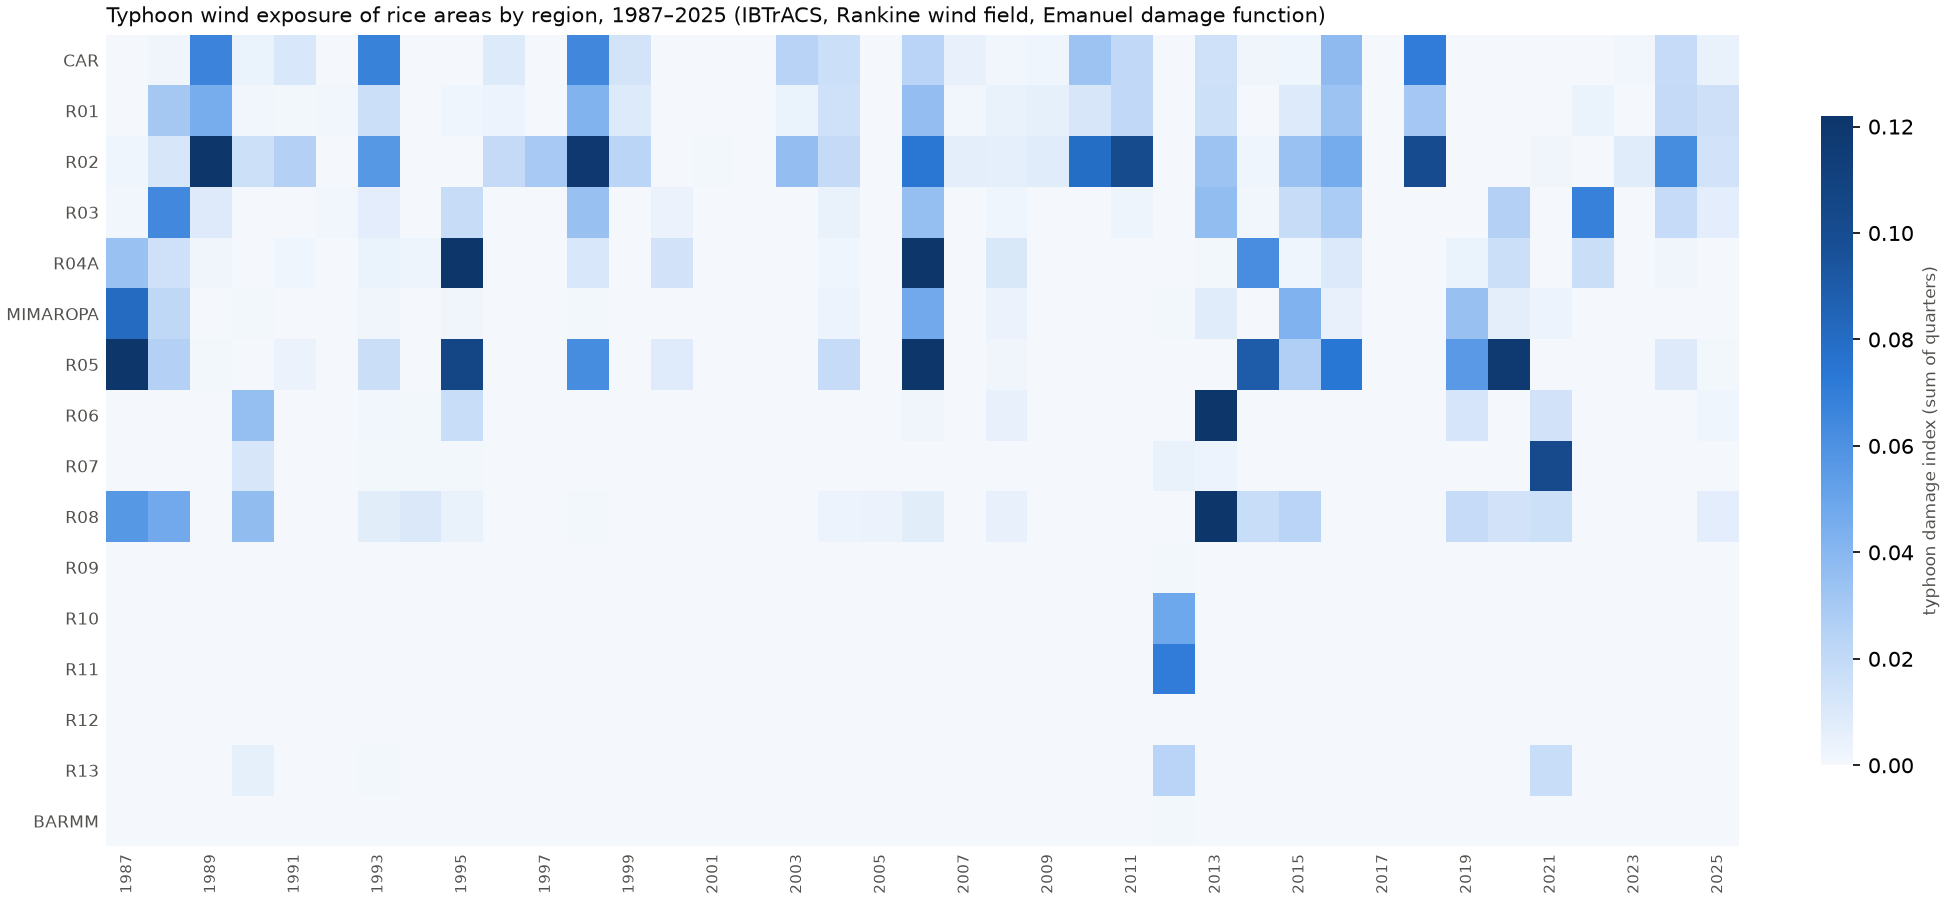 Typhoon wind exposure of rice areas by region, 1987–2025 (IBTrACS, Rankine wind field, Emanuel damage function)
CAR
R01
R02
R03
R04A
MIMAROPA
R05
R06
R07
R08
R09
R10
R11
R12
R13
BARMM
1987
1989
1991
1993
1995
1997
1999
2001
2003
2005
2007
2009
2011
2013
2015
2017
2019
2021
2023
2025
0.12
0.10
0.08
0.06
0.04
0.02
0.00
typhoon damage index (sum of quarters)